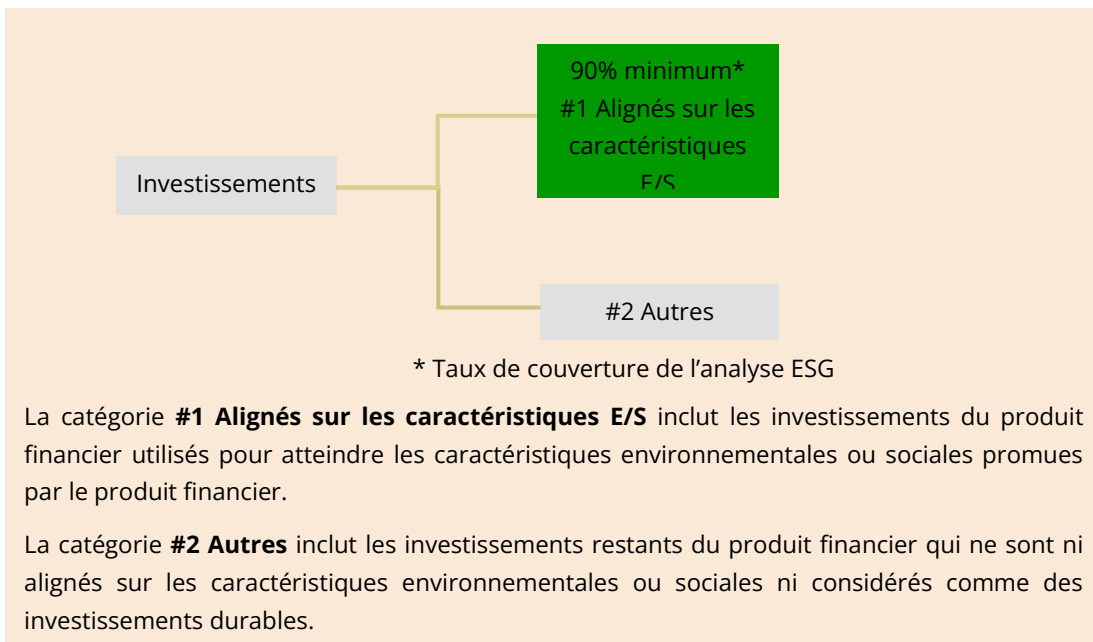 90% minimum*
#1 Alignés sur les
caractéristiques
E/S
Investissements
#2 Autres
* Taux de couverture de l’analyse ESG
La catégorie #1 Alignés sur les caractéristiques E/S inclut les investissements du produit
financier utilisés pour atteindre les caractéristiques environnementales ou sociales promues
par le produit financier.
La catégorie #2 Autres inclut les investissements restants du produit financier qui ne sont ni
alignés sur les caractéristiques environnementales ou sociales ni considérés comme des
investissements durables.